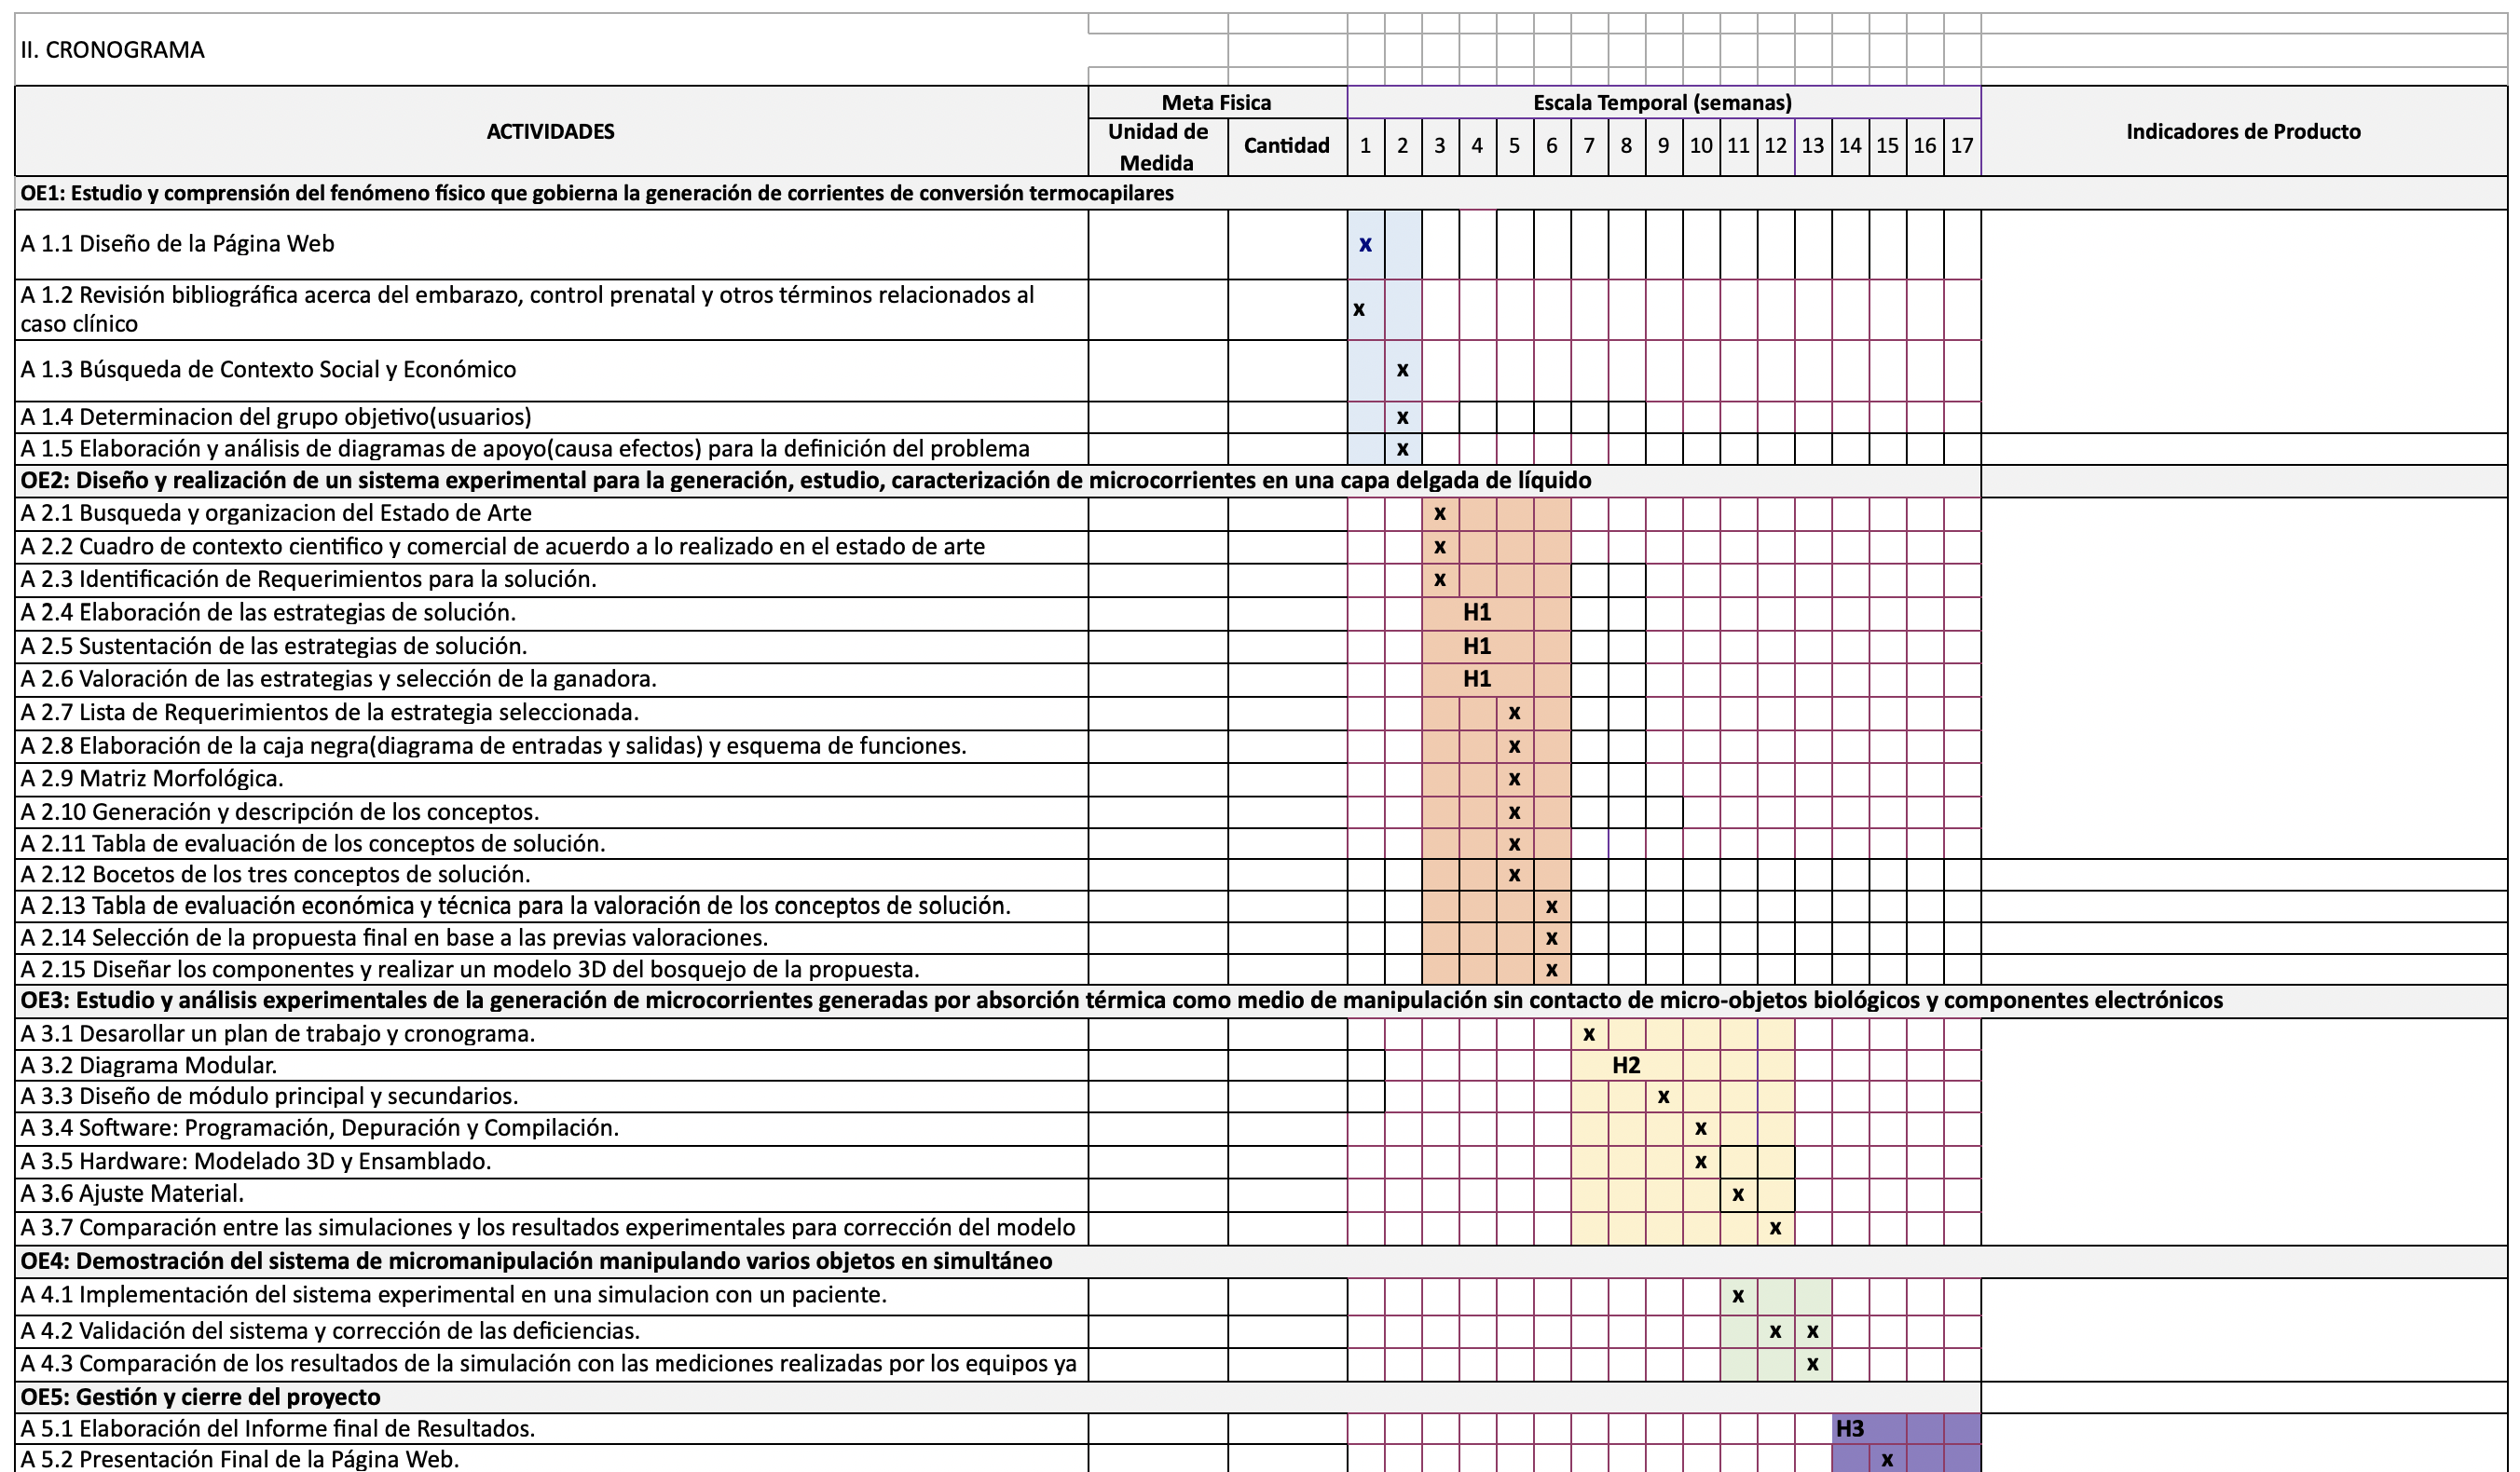 II. CRONOGRAMA
ACTIVIDADES
Meta Fisica
Escala Temporal (semanas)
Indicadores de Producto
Unidad de
Medida
Cantidad
1 2 3 4 5 6 7 8 9 10 11 12 13 14 15 16 17
OE1: Estudio y comprensión del fenómeno físico que gobierna la generación de corrientes de conversión termocapilares
A 1.1 Diseño de la Página Web x
A 1.2 Revisión bibliográfica acerca del embarazo, control prenatal y otros términos relacionados al
caso clínico x
A 1.3 Búsqueda de Contexto Social y Económico x
A 1.4 Determinacion del grupo objetivo(usuarios) x
A 1.5 Elaboración y análisis de diagramas de apoyo(causa efectos) para la definición del problema x
OE2: Diseño y realización de un sistema experimental para la generación, estudio, caracterización de microcorrientes en una capa delgada de líquido
A 2.1 Busqueda y organizacion del Estado de Arte x
A 2.2 Cuadro de contexto cientifico y comercial de acuerdo a lo realizado en el estado de arte x
A 2.3 Identificación de Requerimientos para la solución. x
A 2.4 Elaboración de las estrategias de solución. H1
A 2.5 Sustentación de las estrategias de solución. H1
A 2.6 Valoración de las estrategias y selección de la ganadora. H1
A 2.7 Lista de Requerimientos de la estrategia seleccionada. x
A 2.8 Elaboración de la caja negra(diagrama de entradas y salidas) y esquema de funciones. x
A 2.9 Matriz Morfológica. x
A 2.10 Generación y descripción de los conceptos. x
A 2.11 Tabla de evaluación de los conceptos de solución. x
A 2.12 Bocetos de los tres conceptos de solución. x
A 2.13 Tabla de evaluación económica y técnica para la valoración de los conceptos de solución. x
A 2.14 Selección de la propuesta final en base a las previas valoraciones. x
A 2.15 Diseñar los componentes y realizar un modelo 3D del bosquejo de la propuesta. x
OE3: Estudio y análisis experimentales de la generación de microcorrientes generadas por absorción térmica como medio de manipulación sin contacto de micro-objetos biológicos y componentes electrónicos
A 3.1 Desarollar un plan de trabajo y cronograma. x
A 3.2 Diagrama Modular. H2
A 3.3 Diseño de módulo principal y secundarios. x
A 3.4 Software: Programación, Depuración y Compilación. x
A 3.5 Hardware: Modelado 3D y Ensamblado. x
A 3.6 Ajuste Material. x
A 3.7 Comparación entre las simulaciones y los resultados experimentales para corrección del modelo x
OE4: Demostración del sistema de micromanipulación manipulando varios objetos en simultáneo
A 4.1 Implementación del sistema experimental en una simulacion con un paciente. x
A 4.2 Validación del sistema y corrección de las deficiencias. x x
A 4.3 Comparación de los resultados de la simulación con las mediciones realizadas por los equipos ya x
OE5: Gestión y cierre del proyecto
A 5.1 Elaboración del Informe final de Resultados. H3
A 5.2 Presentación Final de la Página Web. x